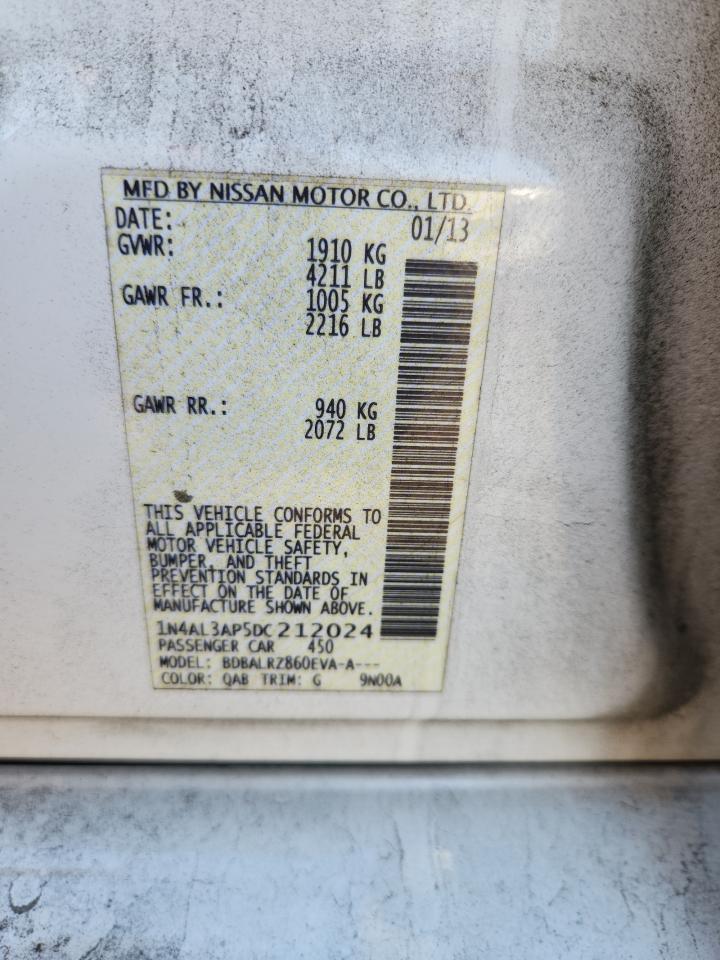 MFD BY NISSAN MOTOR CO., LTD.
DATE: 01/13
GVWR: 1910 KG
4211 LB
GAWR FR.: 1005 KG
2216 LB
GAWR RR.: 940 KG
2072 LB
THIS VEHICLE CONFORMS TO
ALL APPLICABLE FEDERAL
MOTOR VEHICLE SAFETY,
BUMPER, AND THEFT
PREVENTION STANDARDS IN
EFFECT ON THE DATE OF
MANUFACTURE SHOWN ABOVE.
1N4AL3AP5DC212024
PASSENGER CAR 450
MODEL: BDBALRZ860EVA-A---
COLOR: QAB TRIM: G 9N00A